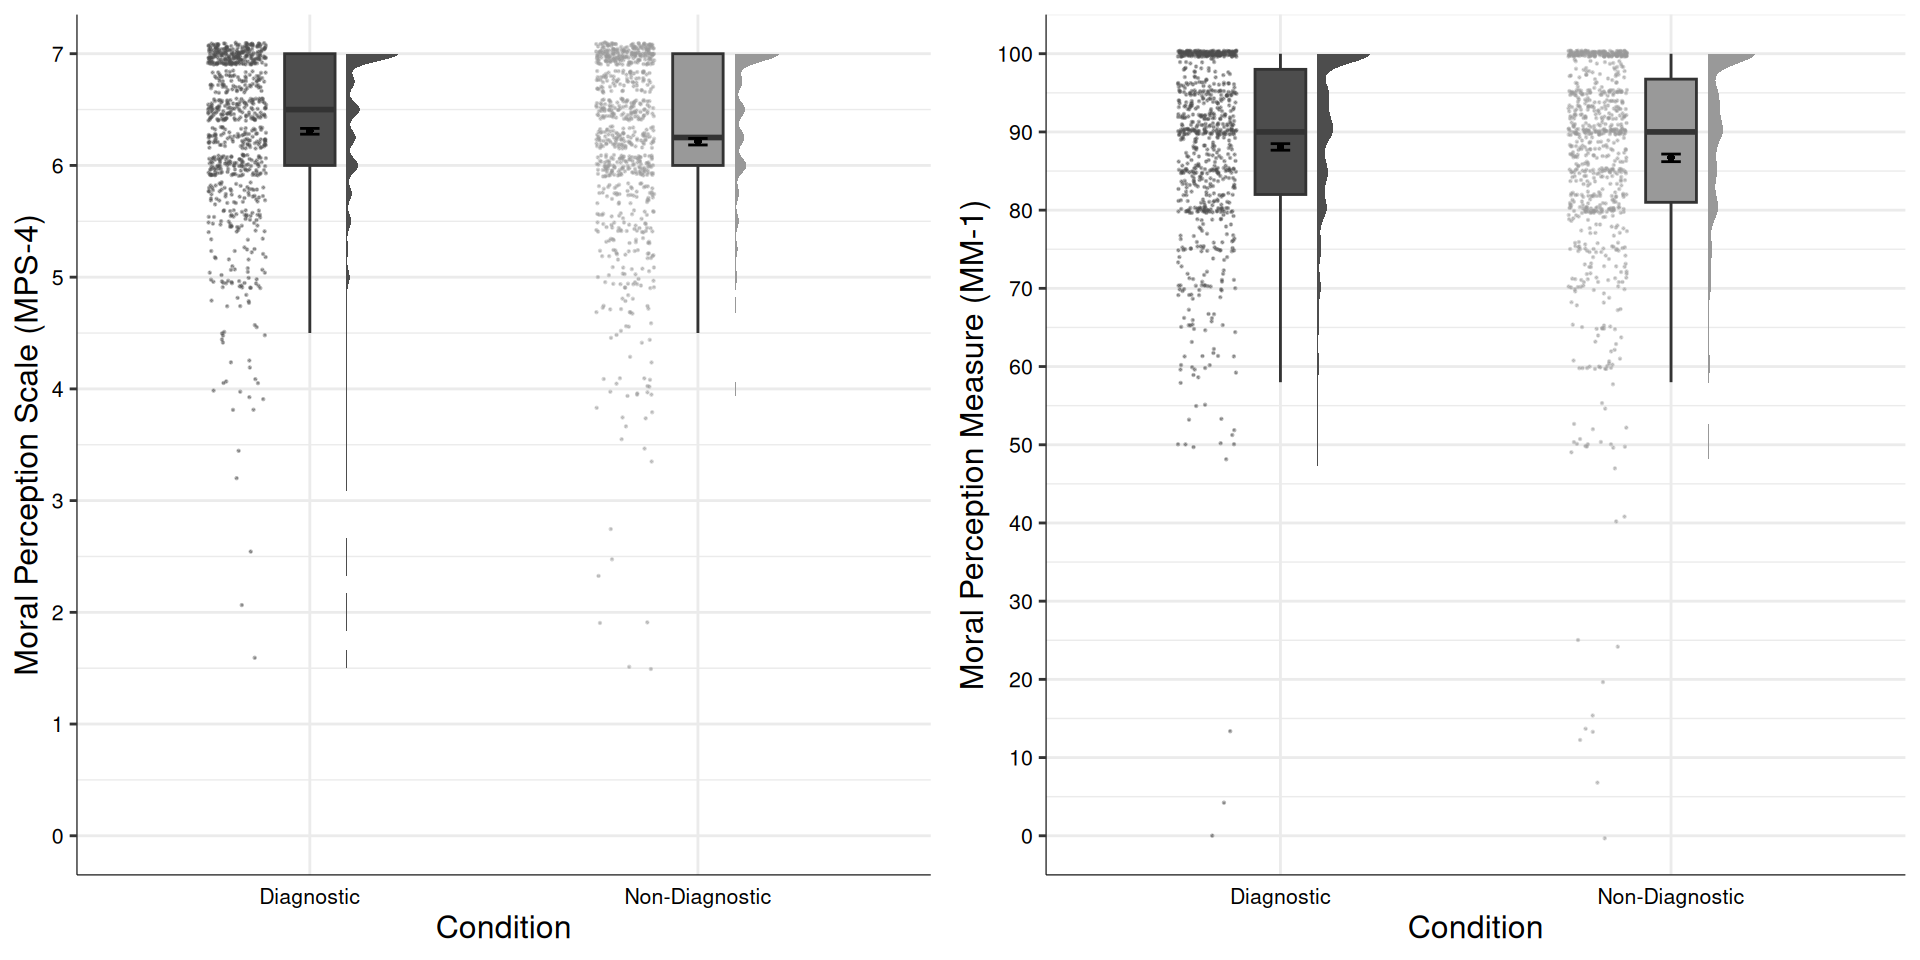 Moral Perception Scale (MPS-4)
7
6
5
4
3
2
1
0
Diagnostic
Non-Diagnostic
Condition
Moral Perception Measure (MM-1)
100
90
80
70
60
50
40
30
20
10
0
Diagnostic
Non-Diagnostic
Condition